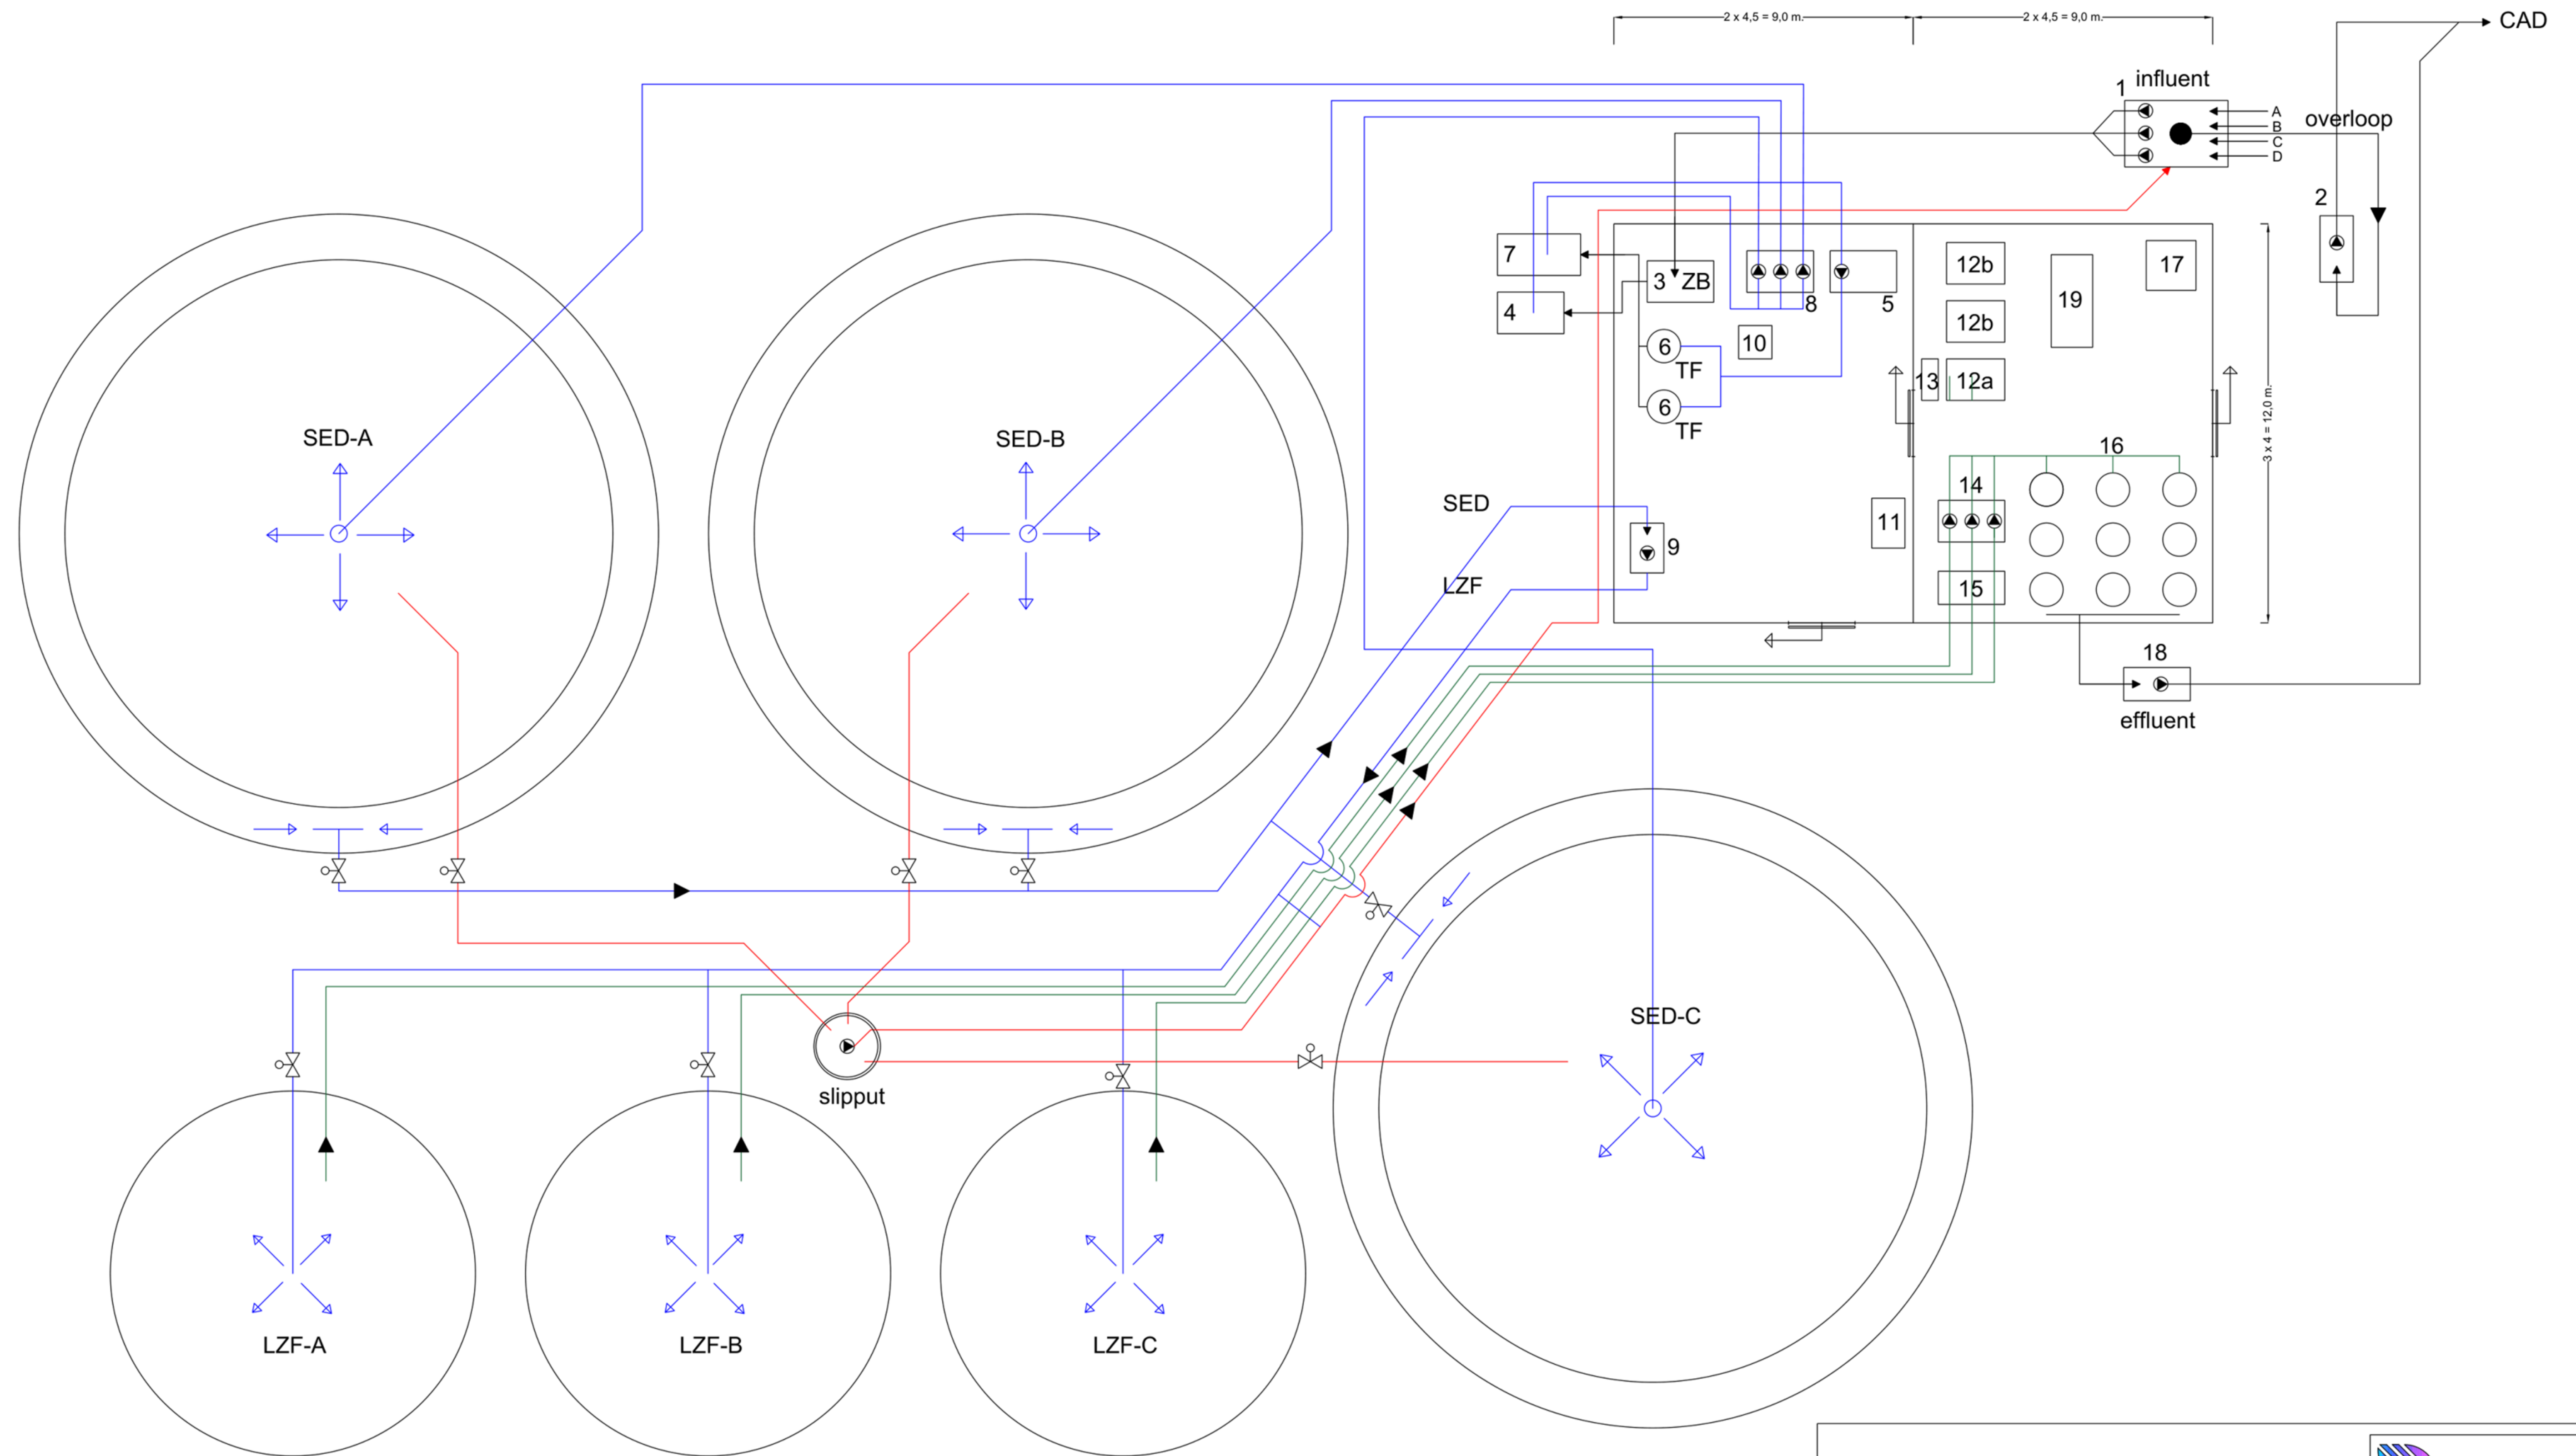 2 x 4,5 = 9,0 m.
2 x 4,5 = 9,0 m.
CAD
influent
1
A
B
C
D
overloop
2
7
3 ZB
4
8
5
10
6
TF
6
TF
12b
12b
13
12a
19
17
16
14
11
15
3 x 4 = 12,0 m.
9
SED
LZF
18
effluent
SED-A
SED-B
SED-C
slipput
LZF-A
LZF-B
LZF-C